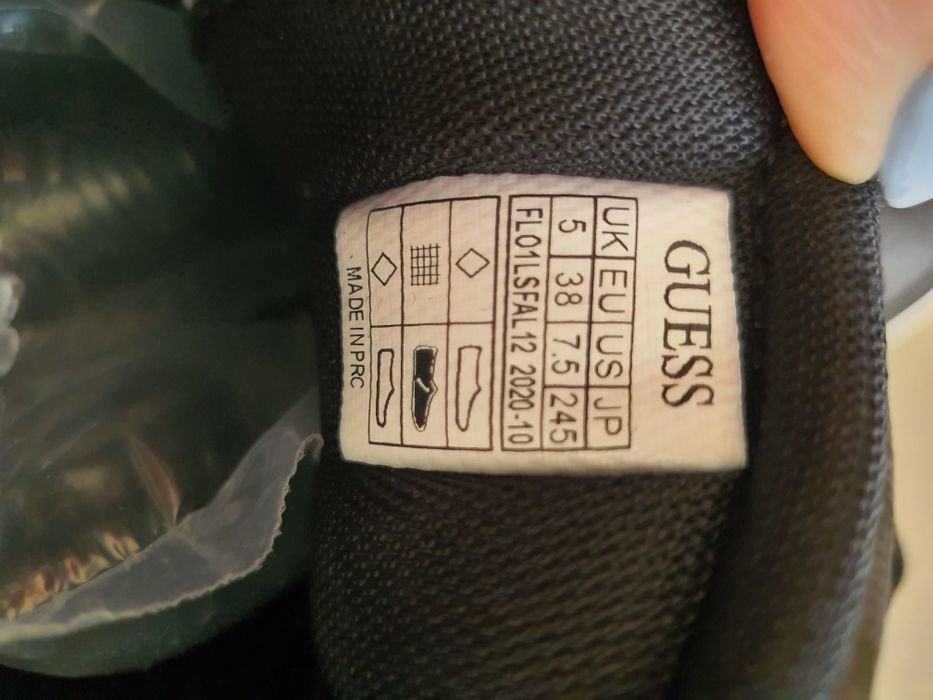 GUESS
UK EU US JP
5 38 7.5 245
FL01LSFAL12 2020-10
MADE IN PRC